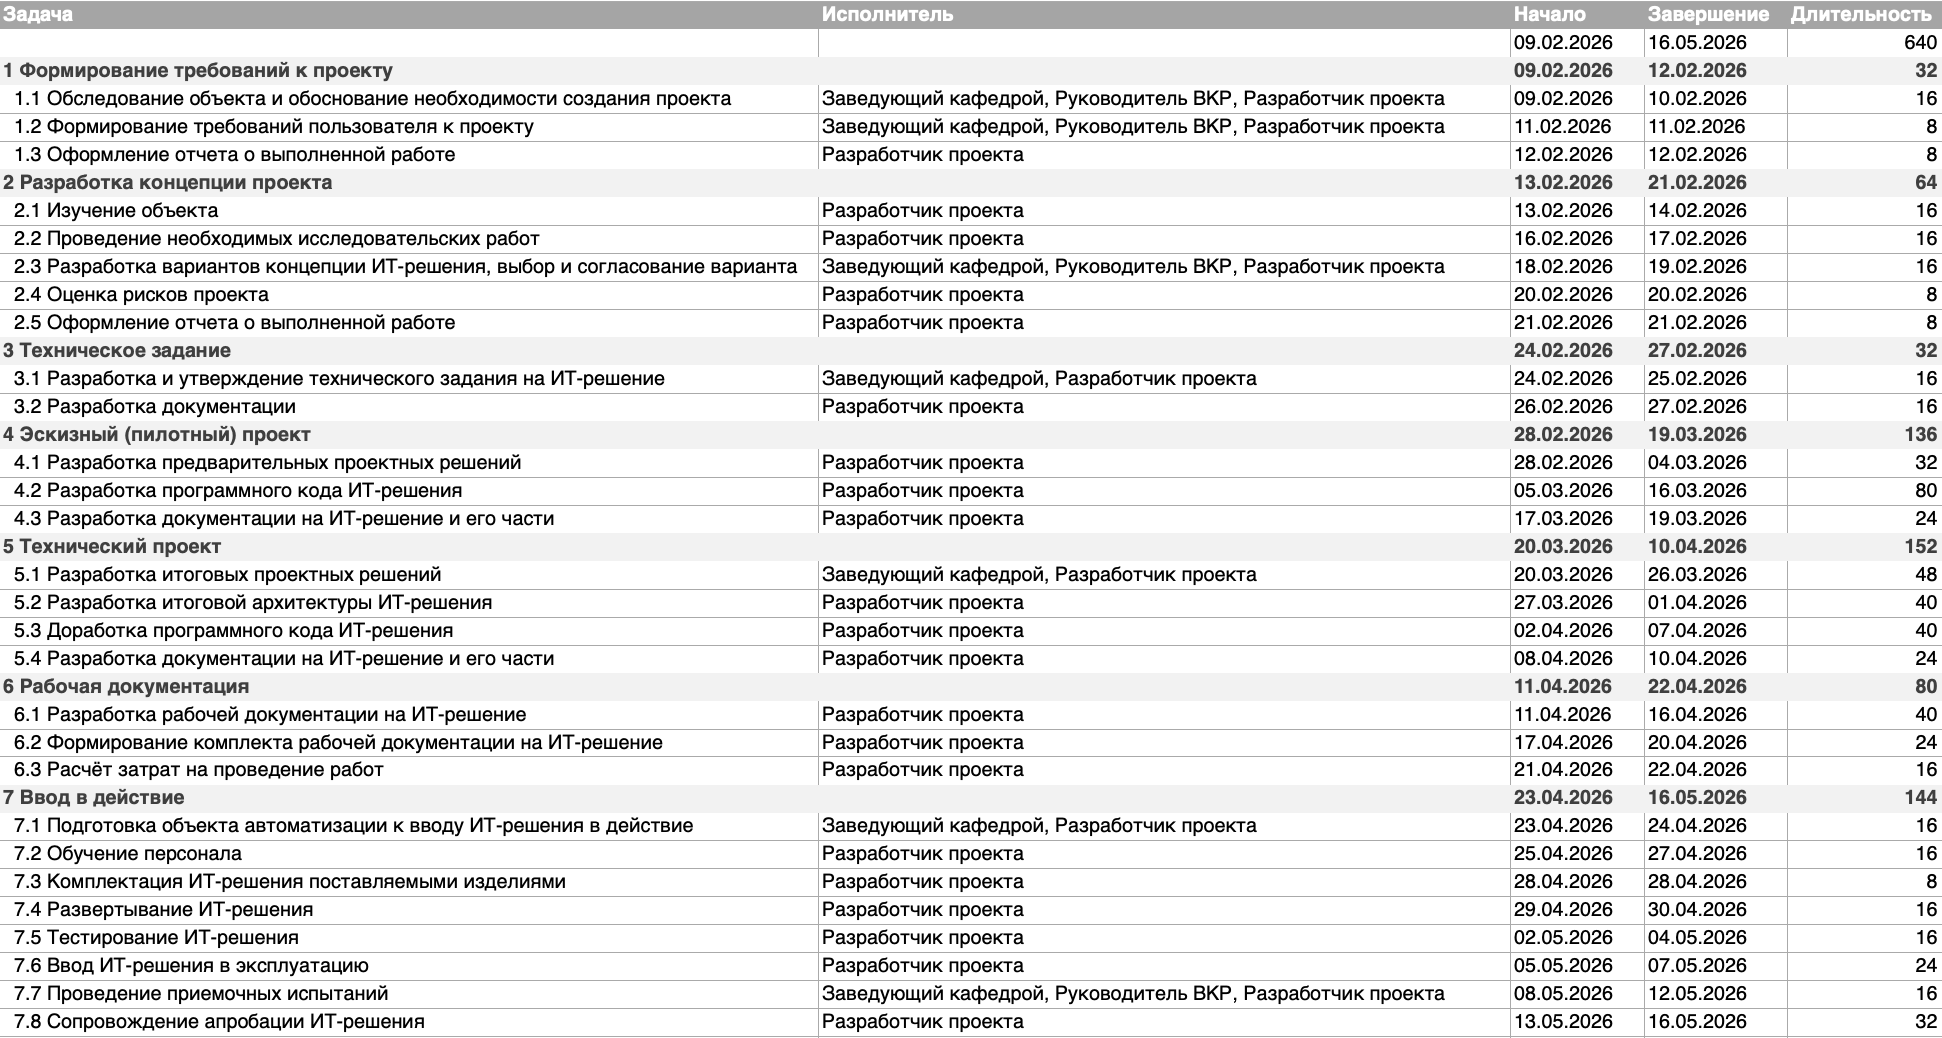 Задача Исполнитель Начало Завершение Длительность
09.02.2026 16.05.2026 640
1 Формирование требований к проекту 09.02.2026 12.02.2026 32
1.1 Обследование объекта и обоснование необходимости создания проекта Заведующий кафедрой, Руководитель ВКР, Разработчик проекта 09.02.2026 10.02.2026 16
1.2 Формирование требований пользователя к проекту Заведующий кафедрой, Руководитель ВКР, Разработчик проекта 11.02.2026 11.02.2026 8
1.3 Оформление отчета о выполненной работе Разработчик проекта 12.02.2026 12.02.2026 8
2 Разработка концепции проекта 13.02.2026 21.02.2026 64
2.1 Изучение объекта Разработчик проекта 13.02.2026 14.02.2026 16
2.2 Проведение необходимых исследовательских работ Разработчик проекта 16.02.2026 17.02.2026 16
2.3 Разработка вариантов концепции ИТ-решения, выбор и согласование варианта Заведующий кафедрой, Руководитель ВКР, Разработчик проекта 18.02.2026 19.02.2026 16
2.4 Оценка рисков проекта Разработчик проекта 20.02.2026 20.02.2026 8
2.5 Оформление отчета о выполненной работе Разработчик проекта 21.02.2026 21.02.2026 8
3 Техническое задание 24.02.2026 27.02.2026 32
3.1 Разработка и утверждение технического задания на ИТ-решение Заведующий кафедрой, Разработчик проекта 24.02.2026 25.02.2026 16
3.2 Разработка документации Разработчик проекта 26.02.2026 27.02.2026 16
4 Эскизный (пилотный) проект 28.02.2026 19.03.2026 136
4.1 Разработка предварительных проектных решений Разработчик проекта 28.02.2026 04.03.2026 32
4.2 Разработка программного кода ИТ-решения Разработчик проекта 05.03.2026 16.03.2026 80
4.3 Разработка документации на ИТ-решение и его части Разработчик проекта 17.03.2026 19.03.2026 24
5 Технический проект 20.03.2026 10.04.2026 152
5.1 Разработка итоговых проектных решений Заведующий кафедрой, Разработчик проекта 20.03.2026 26.03.2026 48
5.2 Разработка итоговой архитектуры ИТ-решения Разработчик проекта 27.03.2026 01.04.2026 40
5.3 Доработка программного кода ИТ-решения Разработчик проекта 02.04.2026 07.04.2026 40
5.4 Разработка документации на ИТ-решение и его части Разработчик проекта 08.04.2026 10.04.2026 24
6 Рабочая документация 11.04.2026 22.04.2026 80
6.1 Разработка рабочей документации на ИТ-решение Разработчик проекта 11.04.2026 16.04.2026 40
6.2 Формирование комплекта рабочей документации на ИТ-решение Разработчик проекта 17.04.2026 20.04.2026 24
6.3 Расчёт затрат на проведение работ Разработчик проекта 21.04.2026 22.04.2026 16
7 Ввод в действие 23.04.2026 16.05.2026 144
7.1 Подготовка объекта автоматизации к вводу ИТ-решения в действие Заведующий кафедрой, Разработчик проекта 23.04.2026 24.04.2026 16
7.2 Обучение персонала Разработчик проекта 25.04.2026 27.04.2026 16
7.3 Комплектация ИТ-решения поставляемыми изделиями Разработчик проекта 28.04.2026 28.04.2026 8
7.4 Развертывание ИТ-решения Разработчик проекта 29.04.2026 30.04.2026 16
7.5 Тестирование ИТ-решения Разработчик проекта 02.05.2026 04.05.2026 16
7.6 Ввод ИТ-решения в эксплуатацию Разработчик проекта 05.05.2026 07.05.2026 24
7.7 Проведение приемочных испытаний Заведующий кафедрой, Руководитель ВКР, Разработчик проекта 08.05.2026 12.05.2026 16
7.8 Сопровождение апробации ИТ-решения Разработчик проекта 13.05.2026 16.05.2026 32